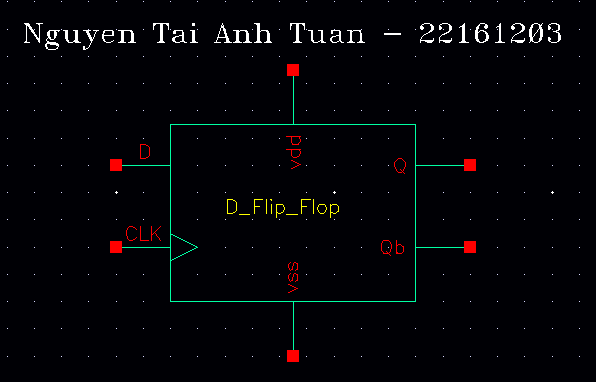 Nguyen Tai Anh Tuan - 22161203
vdd
D
Q
D_Flip_Flop
CLK
Qb
vss